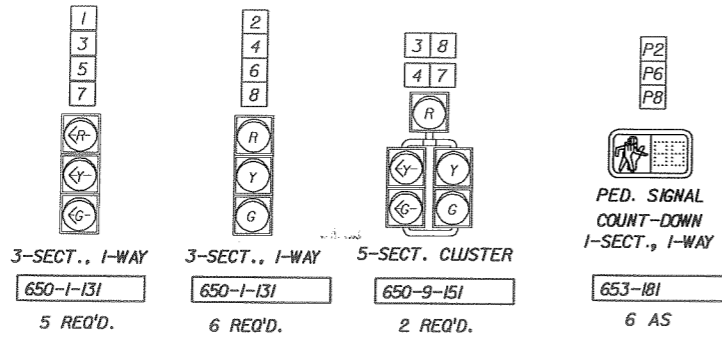 1
3
5
7
R
Y
G
3-SECT., 1-WAY
650-1-131
5 REQ'D.
2
4
6
8
R
Y
G
3-SECT., 1-WAY
650-1-131
6 REQ'D.
3 8
4 7
R
Y Y
G G
5-SECT. CLUSTER
650-9-151
2 REQ'D.
P2
P6
P8
PED. SIGNAL
COUNT-DOWN
1-SECT., 1-WAY
653-181
6 AS